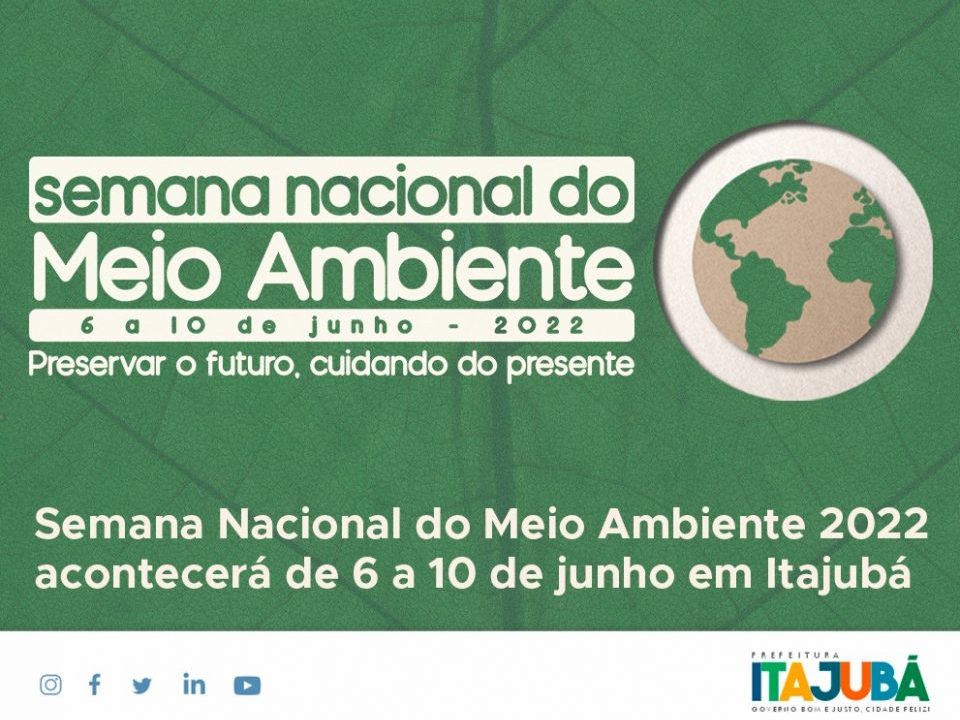 semana nacional do
Meio Ambiente
6 a 10 de junho - 2022
Preservar o futuro, cuidando do presente
Semana Nacional do Meio Ambiente 2022
acontecerá de 6 a 10 de junho em Itajubá
PREFEITURA
ITAJUBÁ
GOVERNO BOM E JUSTO, CIDADE FELIZ!